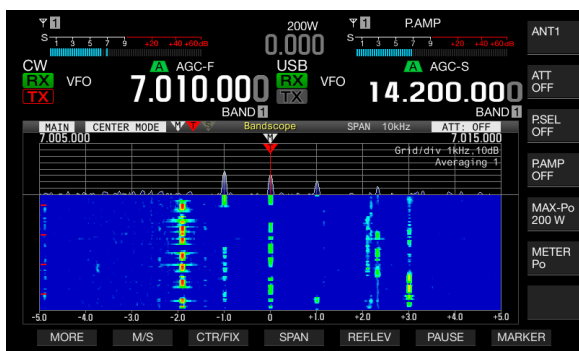 1 200W 1 P.AMP ANT1
S 1 3 5 7 9 +20 +40 +60dB 0.000 S 1 3 5 7 9 +20 +40 +60dB
CW A AGC-F USB A AGC-S ATT
OFF
RX VFO 7.010.000 RX VFO 14.200.000
TX TX
BAND 1 BAND 1 P.SEL
OFF
MAIN CENTER MODE M T S Bandscope SPAN 10kHz ATT: OFF
7.005.000 M 7.015.000
T Grid/div 1kHz,10dB
Averaging 1
P.AMP
OFF
MAX-Po
200 W
METER
Po
-5.0 -4.0 -3.0 -2.0 -1.0 0 +1.0 +2.0 +3.0 +4.0 +5.0
MORE M/S CTR/FIX SPAN REF.LEV PAUSE MARKER